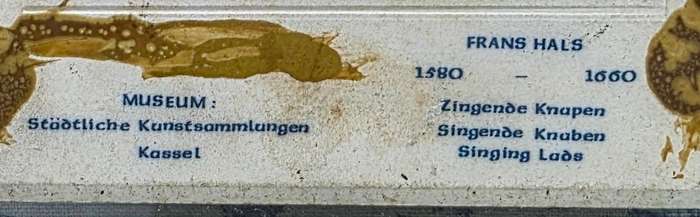 MUSEUM:
Städtliche Kunstsammlungen
Kassel
FRANS HALS
1580 – 1660
Zingende Knapen
Singende Knaben
Singing Lads